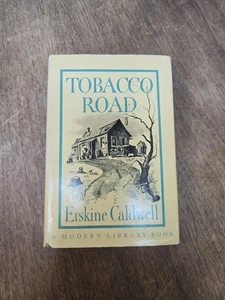 TOBACCO
ROAD
Erskine Caldwell
A MODERN LIBRARY BOOK